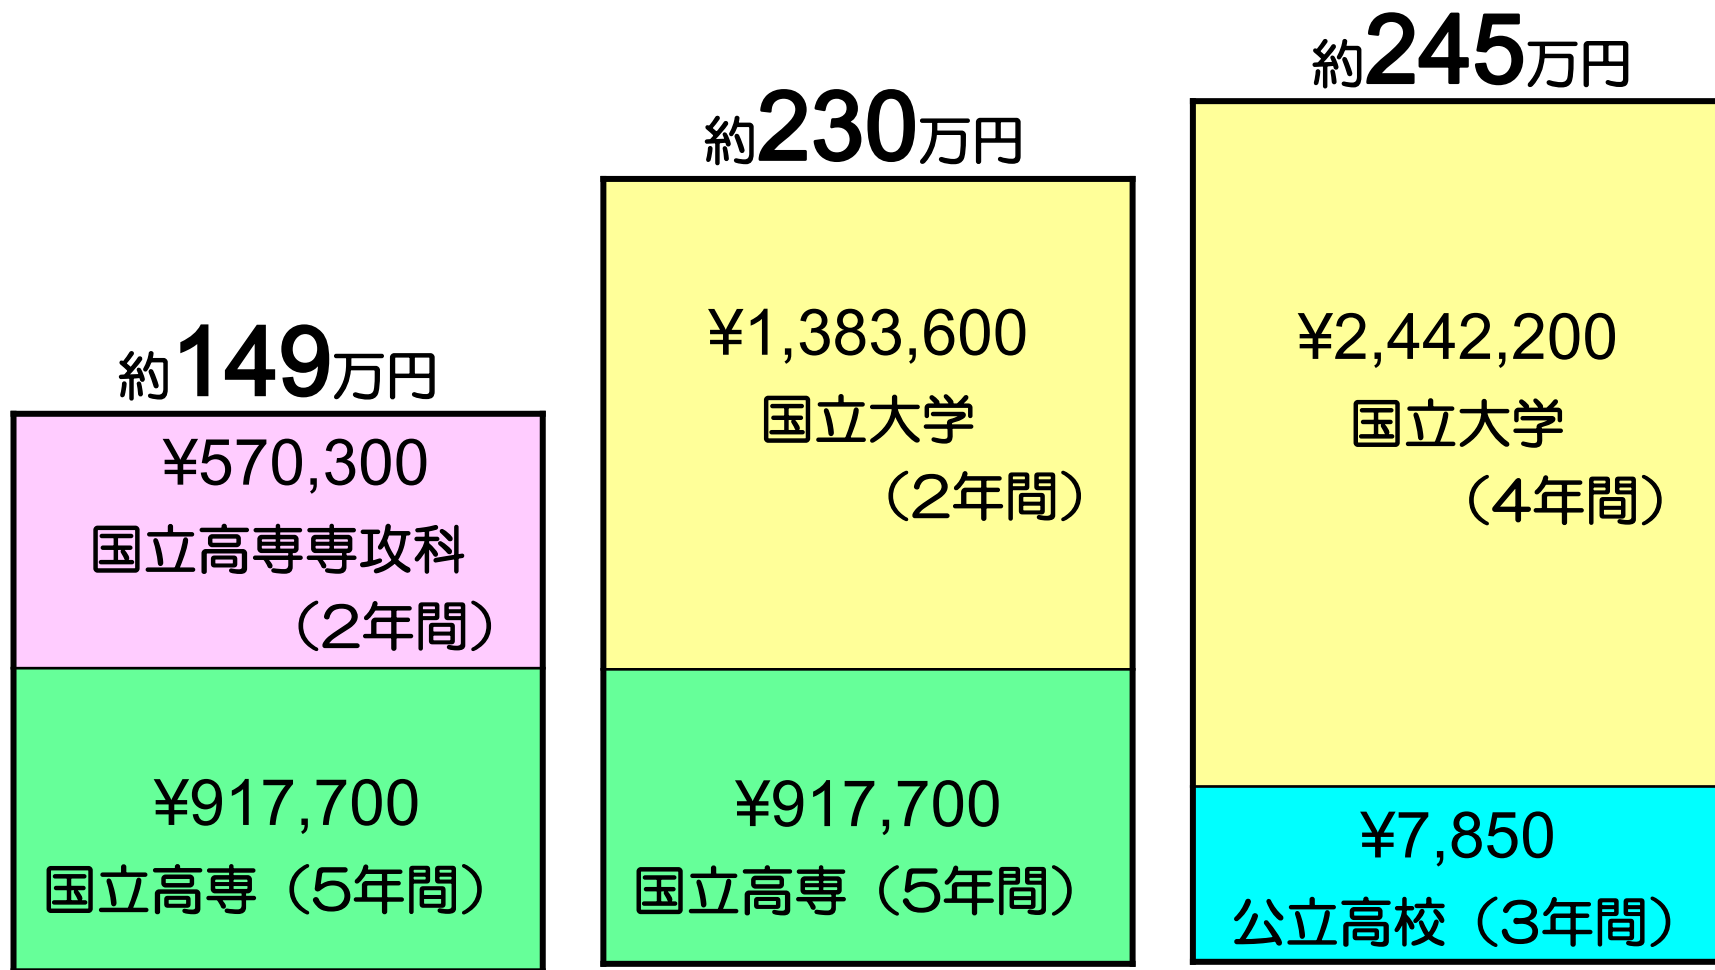 約149万円
¥570,300
国立高専専攻科
（2年間）
¥917,700
国立高専（5年間）
約230万円
¥1,383,600
国立大学
（2年間）
¥917,700
国立高専（5年間）
約245万円
¥2,442,200
国立大学
（4年間）
¥7,850
公立高校（3年間）